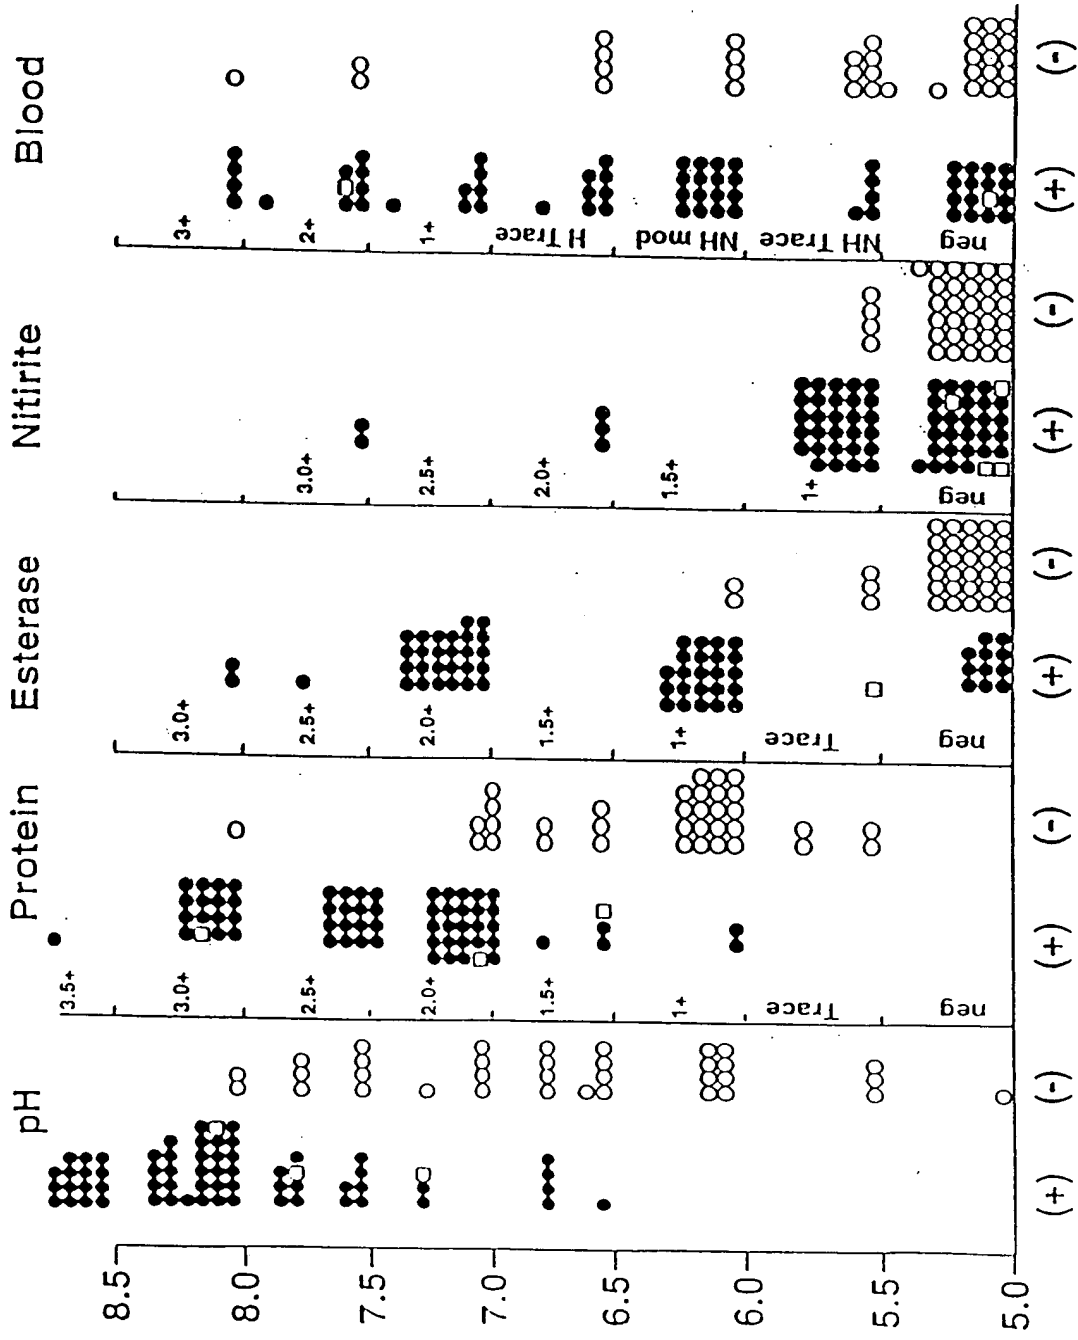 pH
Protein
Esterase
Nitirite
Blood
8.5
8.0
7.5
7.0
6.5
6.0
5.5
5.0
3.5+
3.0+
2.5+
2.0+
1.5+
1+
Trace
neg
3.0+
2.5+
2.0+
1.5+
1+
Trace
neg
3.0+
2.5+
2.0+
1.5+
1+
neg
3+
2+
1+
H Trace
NH mod
NH Trace
neg
(+)
(-)
(+)
(-)
(+)
(-)
(+)
(-)
(+)
(-)